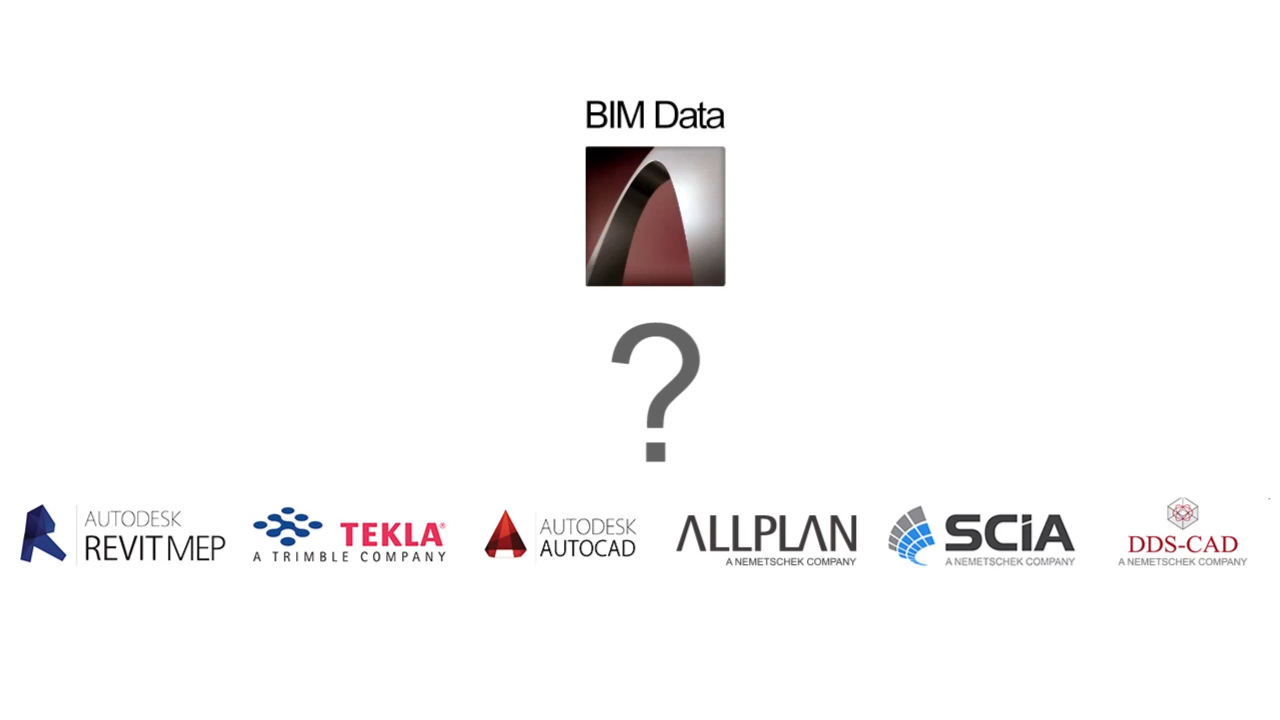 BIM Data
?
AUTODESK
REVIT MEP
TEKLA®
A TRIMBLE COMPANY
AUTODESK
AUTOCAD
ALLPLAN
A NEMETSCHEK COMPANY
SCiA
A NEMETSCHEK COMPANY
DDS-CAD
A NEMETSCHEK COMPANY